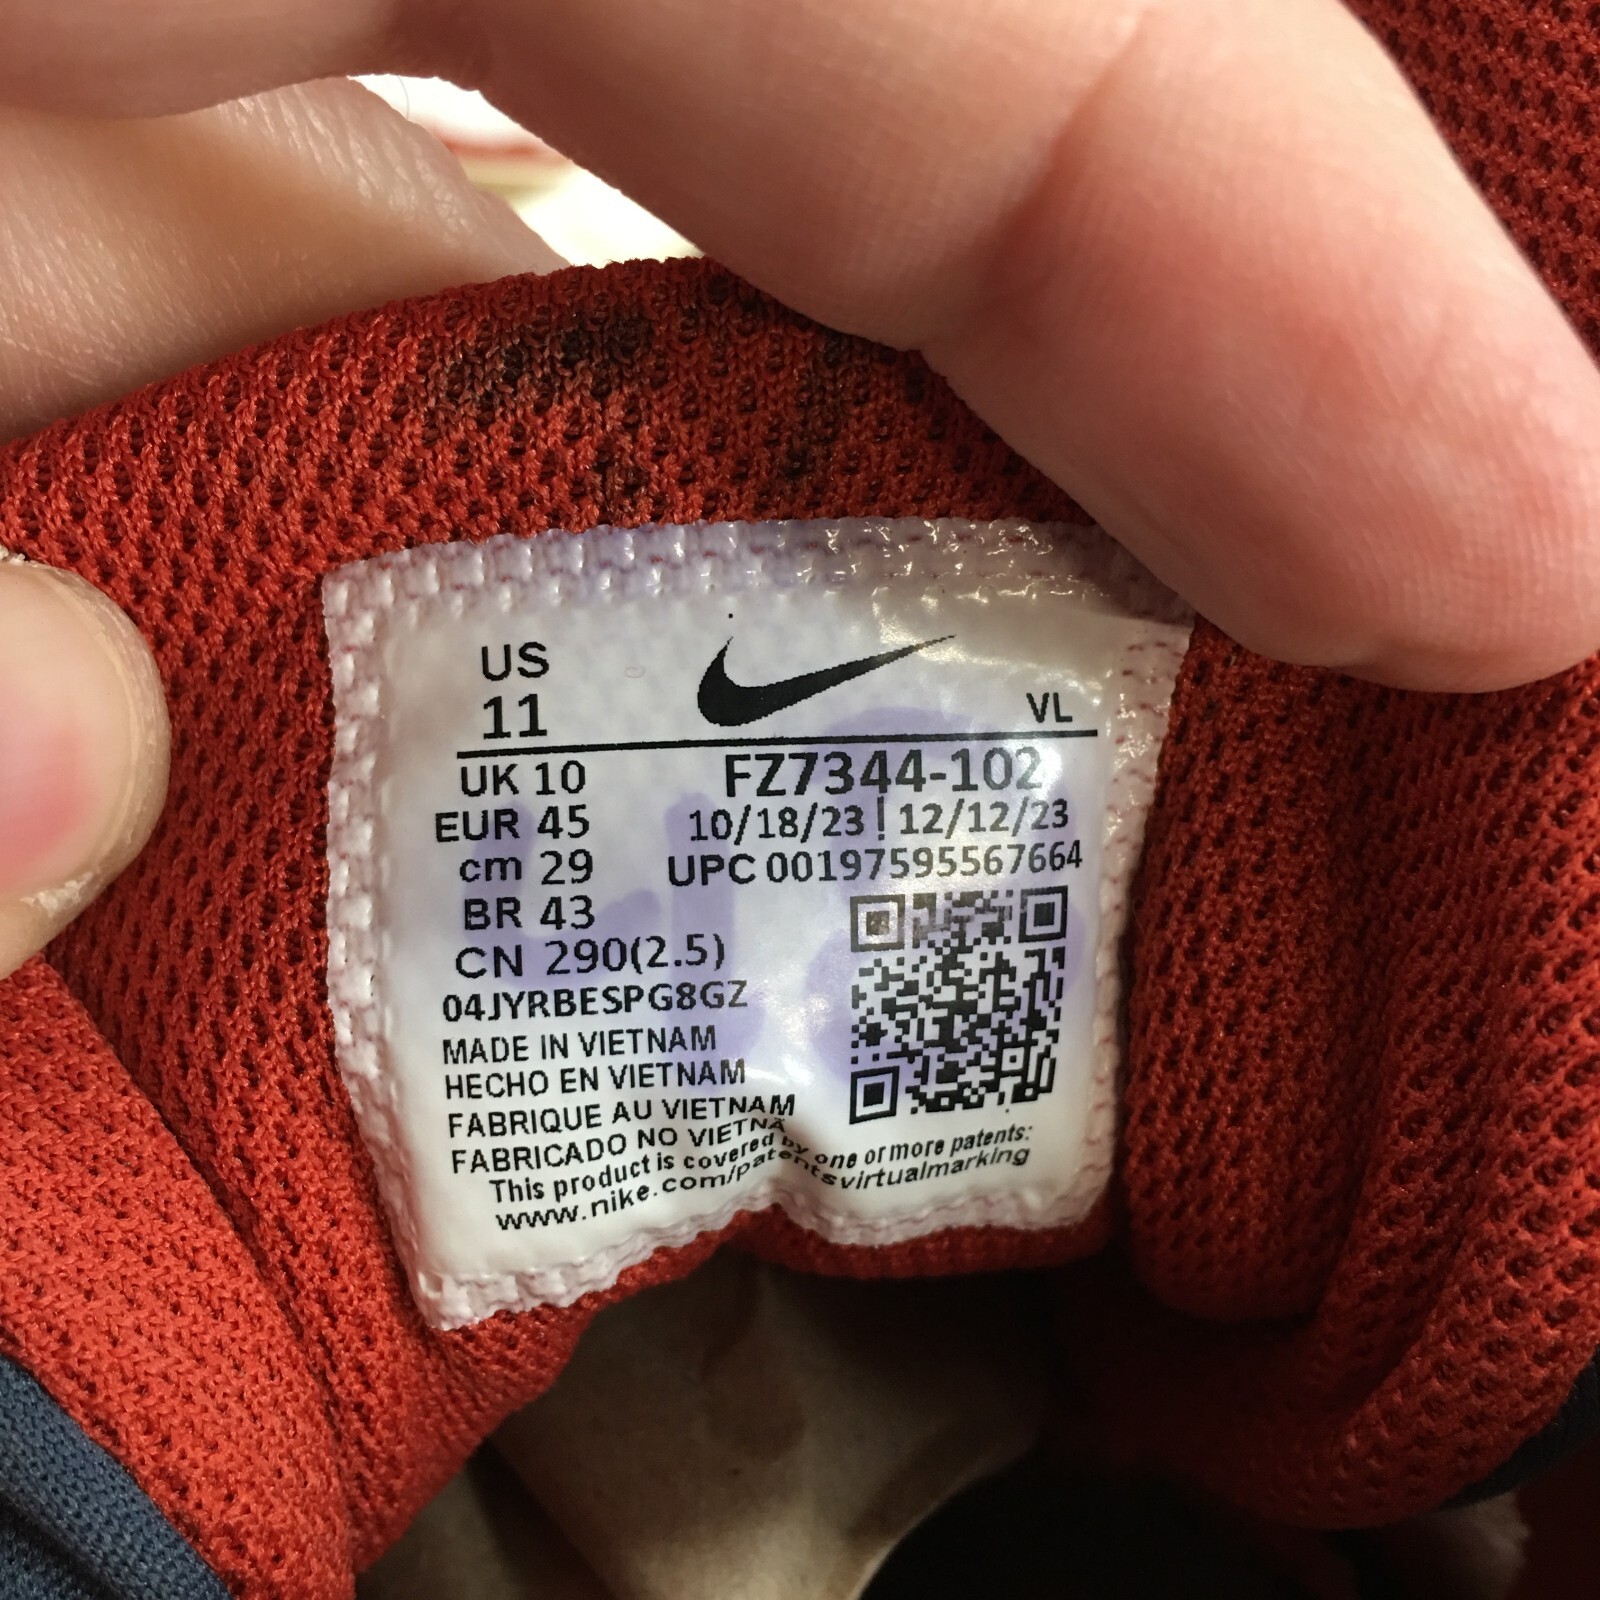 US
11
VL
UK 10
FZ7344-102
EUR 45
10/18/23 ! 12/12/23
cm 29
UPC 00197595567664
BR 43
CN 290(2.5)
04JYRBESPG8GZ
MADE IN VIETNAM
HECHO EN VIETNAM
FABRIQUE AU VIETNAM
FABRICADO NO VIETNA
This product is covered by one or more patents:
www.nike.com/patentsvirtualmarking